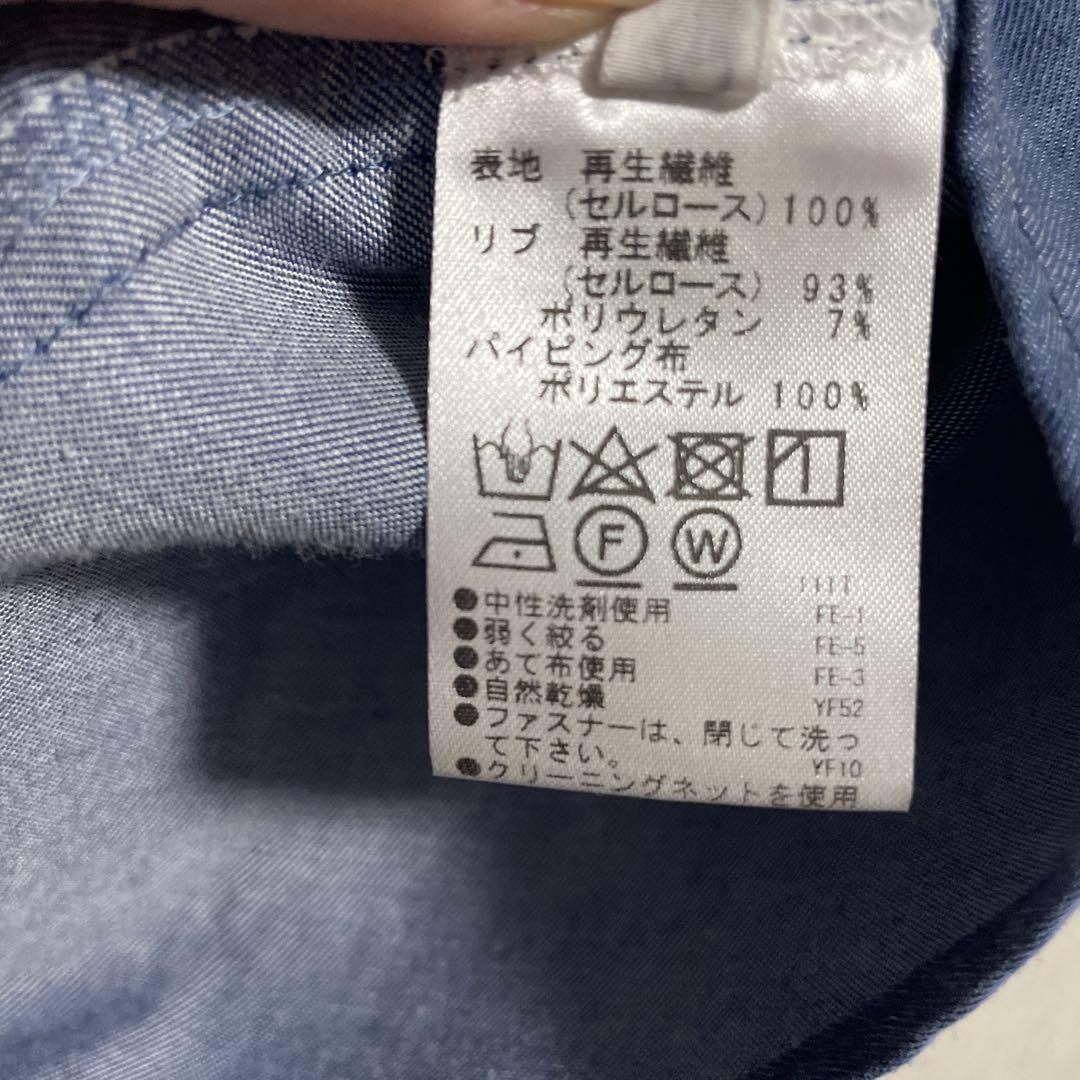 表地 再生繊維
(セルロース)100%
リブ 再生繊維
(セルロース) 93%
ポリウレタン 7%
パイピング布
ポリエステル 100%
F W
111T
●中性洗剤使用 FE-1
●弱く絞る FE-5
●あて布使用 FE-3
●自然乾燥 YF52
●ファスナーは、閉じて洗っ
て下さい。 YF10
●クリーニングネットを使用